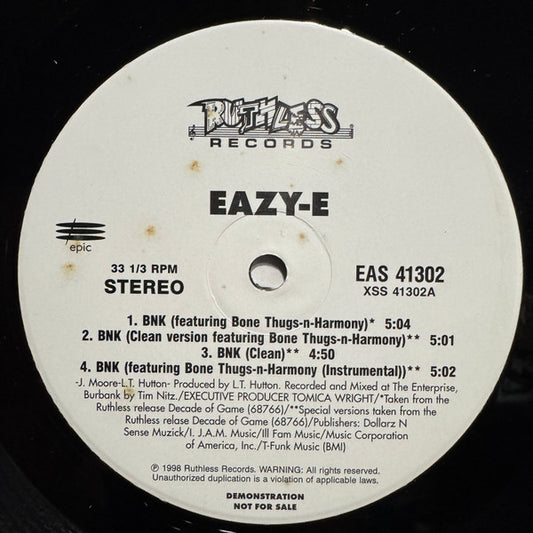 RUTHLESS
RECORDS
EAZY-E
epic
33 1/3 RPM
STEREO
EAS 41302
XSS 41302A
1. BNK (featuring Bone Thugs-n-Harmony)* 5:04
2. BNK (Clean version featuring Bone Thugs-n-Harmony)** 5:01
3. BNK (Clean)** 4:50
4. BNK (featuring Bone Thugs-n-Harmony (Instrumental))** 5:02
-J. Moore-L.T. Hutton- Produced by L.T. Hutton. Recorded and Mixed at The Enterprise,
Burbank by Tim Nitz./EXECUTIVE PRODUCER TOMICA WRIGHT/*Taken from the
Ruthless release Decade of Game (68766)/**Special versions taken from the
Ruthless relase Decade of Game (68766)/Publishers: Dollarz N
Sense Muzick/I. J.A.M. Music/Ill Fam Music/Music Corporation
of America, Inc./T-Funk Music (BMI)
℗ 1998 Ruthless Records. WARNING: All rights reserved.
Unauthorized duplication is a violation of applicable laws.
DEMONSTRATION
NOT FOR SALE